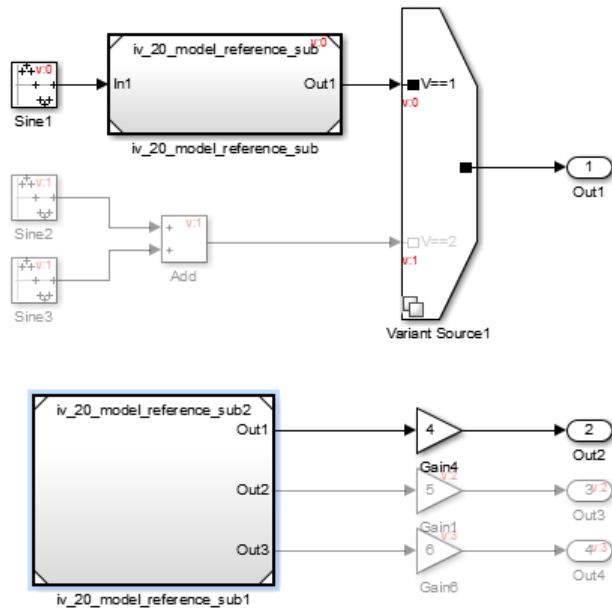 iv_20_model_reference_sub
v:0
v:0
In1
Out1
V==1
Sine1
v:0
iv_20_model_reference_sub
1
Out1
v:1
Sine2
v:1
+
+
V==2
v:1
v:1
Add
Sine3
Variant Source1
iv_20_model_reference_sub2
Out1
4
2
Gain4
Out2
v:2
Out2
5
3
v:2
Gain1
Out3
v:3
Out3
6
4
v:3
Gain6
Out4
iv_20_model_reference_sub1